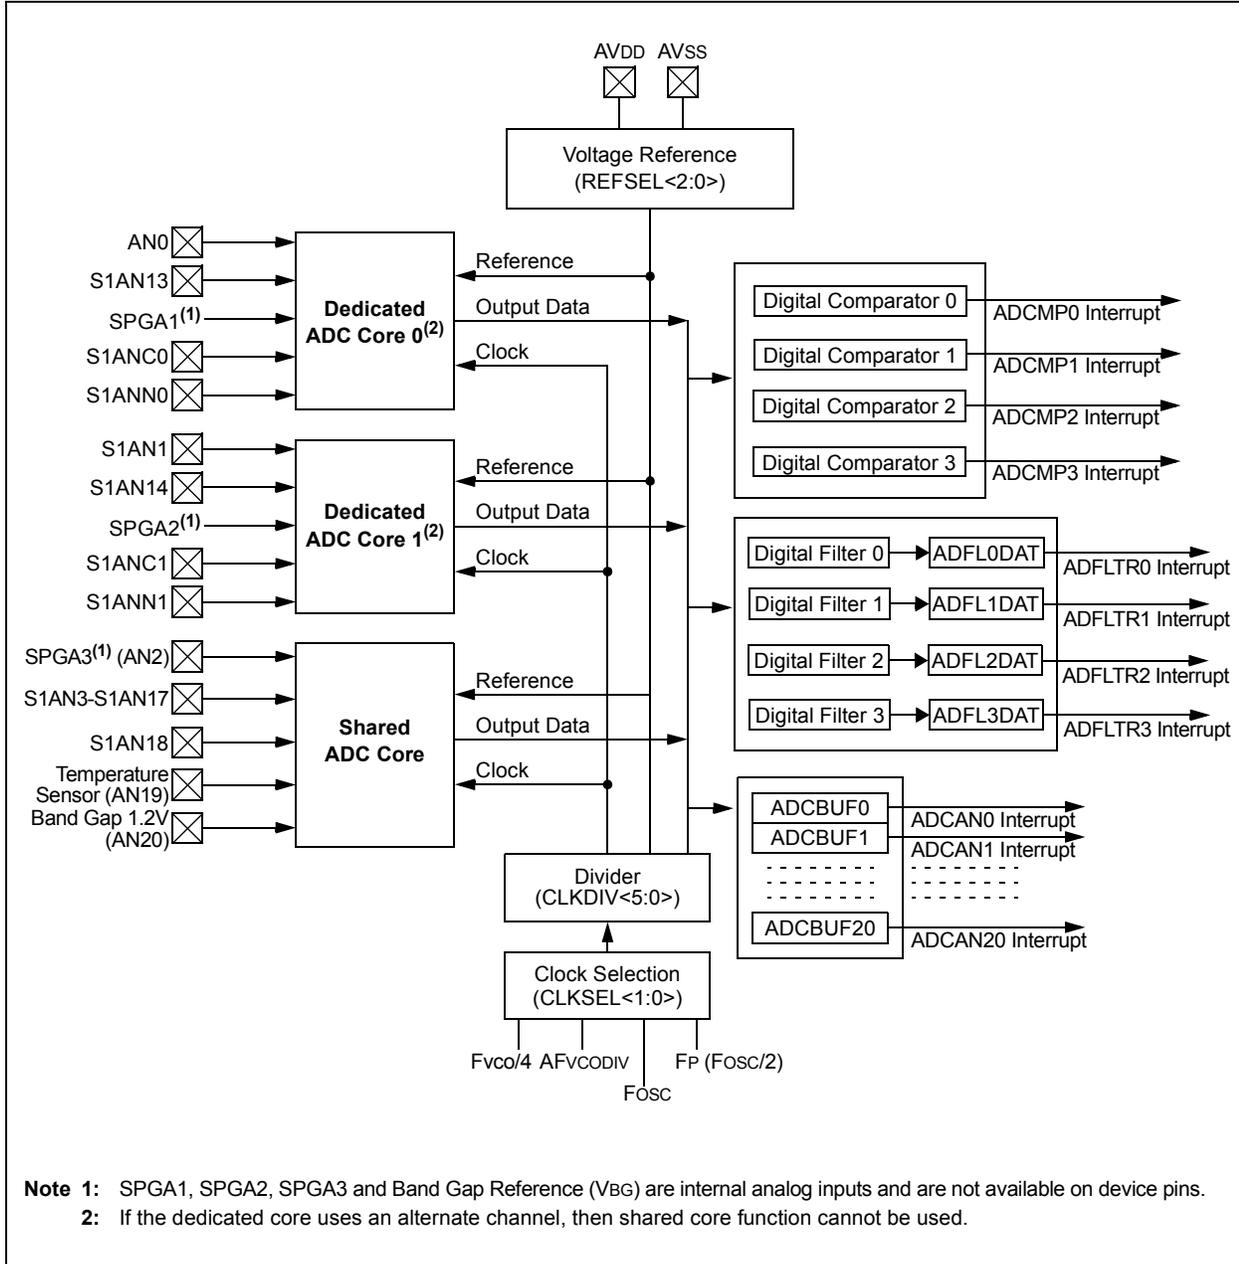 AVDD AVSS
Voltage Reference
(REFSEL<2:0>)
AN0
S1AN13
SPGA1(1)
S1ANC0
S1ANN0
Dedicated
ADC Core 0(2)
Reference
Output Data
Clock
S1AN1
S1AN14
SPGA2(1)
S1ANC1
S1ANN1
Dedicated
ADC Core 1(2)
Reference
Output Data
Clock
SPGA3(1) (AN2)
S1AN3-S1AN17
S1AN18
Temperature
Sensor (AN19)
Band Gap 1.2V
(AN20)
Shared
ADC Core
Reference
Output Data
Clock
Digital Comparator 0
ADCMP0 Interrupt
Digital Comparator 1
ADCMP1 Interrupt
Digital Comparator 2
ADCMP2 Interrupt
Digital Comparator 3
ADCMP3 Interrupt
Digital Filter 0
ADFL0DAT
ADFLTR0 Interrupt
Digital Filter 1
ADFL1DAT
ADFLTR1 Interrupt
Digital Filter 2
ADFL2DAT
ADFLTR2 Interrupt
Digital Filter 3
ADFL3DAT
ADFLTR3 Interrupt
ADCBUF0
ADCAN0 Interrupt
ADCBUF1
ADCAN1 Interrupt
ADCBUF20
ADCAN20 Interrupt
Divider
(CLKDIV<5:0>)
Clock Selection
(CLKSEL<1:0>)
Fvco/4 AFVCODIV
FP (FOSC/2)
FOSC
Note 1: SPGA1, SPGA2, SPGA3 and Band Gap Reference (VBG) are internal analog inputs and are not available on device pins.
2: If the dedicated core uses an alternate channel, then shared core function cannot be used.